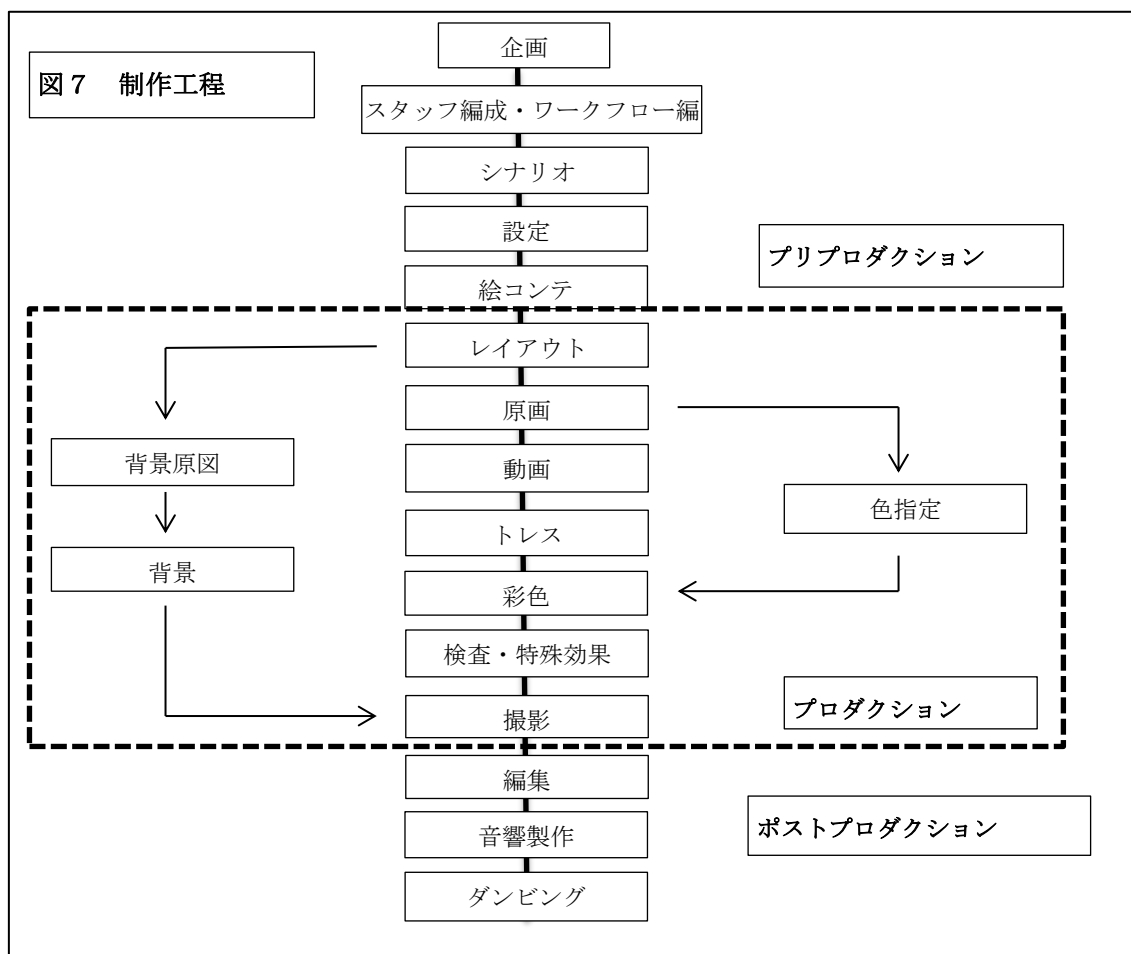 図7 制作工程
企画
スタッフ編成・ワークフロー編
シナリオ
設定
プリプロダクション
絵コンテ
レイアウト
原画
背景原図
動画
色指定
トレス
背景
彩色
検査・特殊効果
プロダクション
撮影
編集
ポストプロダクション
音響製作
ダンビング